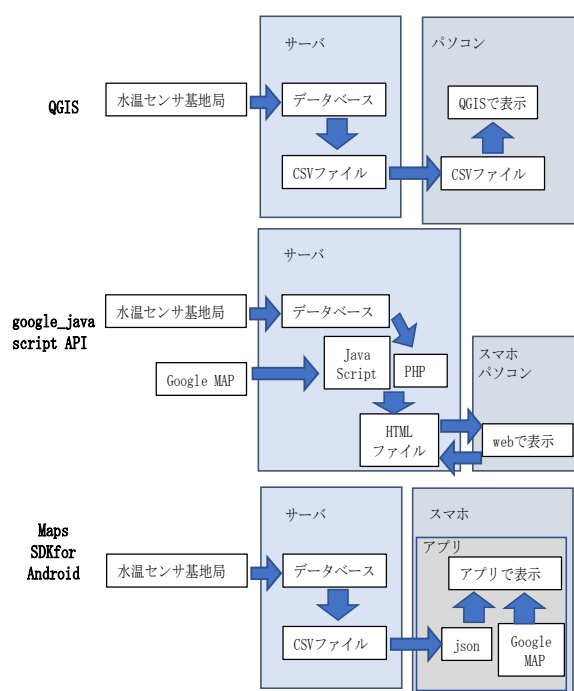 サーバ
パソコン
QGIS
水温センサ基地局
データベース
QGISで表示
CSVファイル
CSVファイル
サーバ
google_java
script API
水温センサ基地局
データベース
Google MAP
Java
Script
PHP
スマホ
パソコン
HTML
ファイル
webで表示
Maps
SDKfor
Android
サーバ
スマホ
アプリ
水温センサ基地局
データベース
アプリで表示
CSVファイル
json
Google
MAP